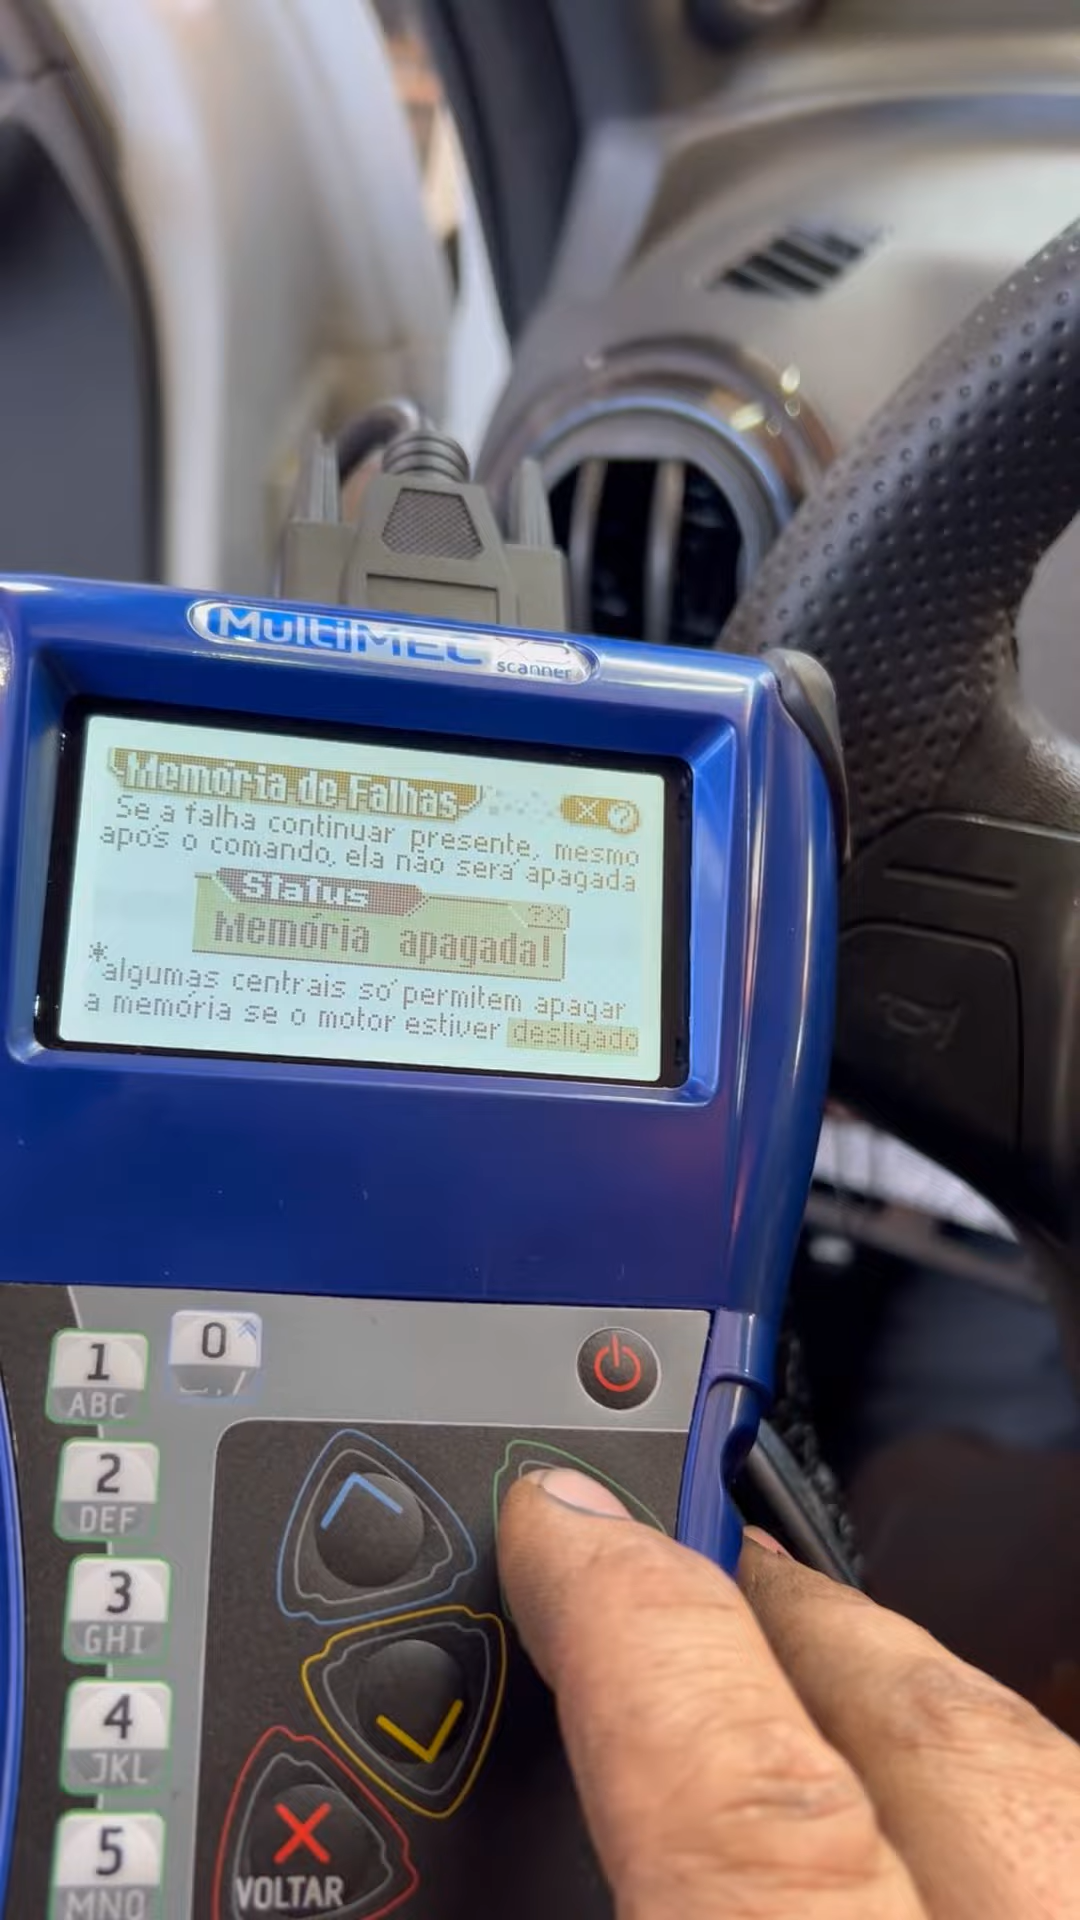 MultiMEC
scanner
Memória de Falhas
Se a falha continuar presente, mesmo
após o comando, ela não será apagada
Status
Memória apagada!
*algumas centrais só permitem apagar
a memória se o motor estiver desligado
0
1
ABC
2
DEF
3
GHI
4
JKL
5
MNO
VOLTAR